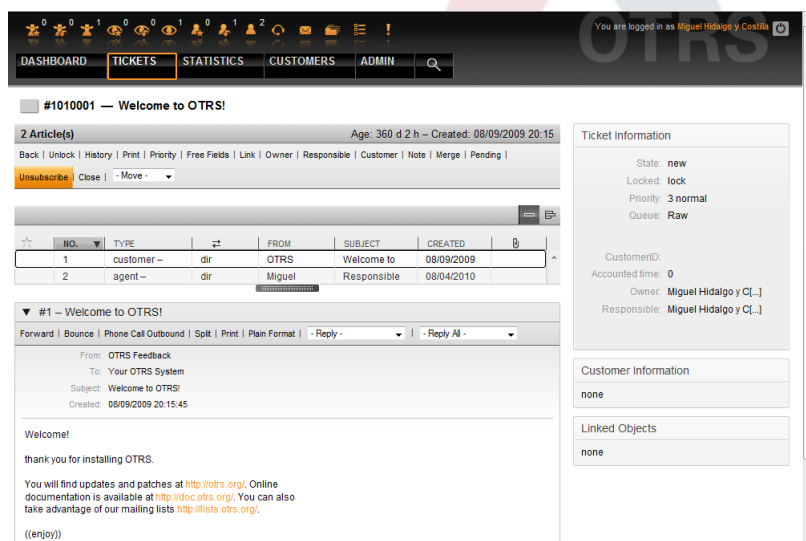 0 0 1 0 0 1 0 1 2
You are logged in as Miguel Hidalgo y Costilla
OTRS
DASHBOARD TICKETS STATISTICS CUSTOMERS ADMIN
#1010001 — Welcome to OTRS!
2 Article(s) Age: 360 d 2 h – Created: 08/09/2009 20:15
Back | Unlock | History | Print | Priority | Free Fields | Link | Owner | Responsible | Customer | Note | Merge | Pending |
Unsubscribe | Close | - Move -
NO. ▼ TYPE FROM SUBJECT CREATED
1 customer – dir OTRS Welcome to 08/09/2009
2 agent – dir Miguel Responsible 08/04/2010
▼ #1 – Welcome to OTRS!
Forward | Bounce | Phone Call Outbound | Split | Print | Plain Format | - Reply - | - Reply All -
From: OTRS Feedback
To: Your OTRS System
Subject: Welcome to OTRS!
Created: 08/09/2009 20:15:45
Welcome!
thank you for installing OTRS.
You will find updates and patches at http://otrs.org/. Online
documentation is available at http://doc.otrs.org/. You can also
take advantage of our mailing lists http://lists.otrs.org/.
((enjoy))
Ticket Information
State: new
Locked: lock
Priority: 3 normal
Queue: Raw
CustomerID:
Accounted time: 0
Owner: Miguel Hidalgo y C[...]
Responsible: Miguel Hidalgo y C[...]
Customer Information
none
Linked Objects
none